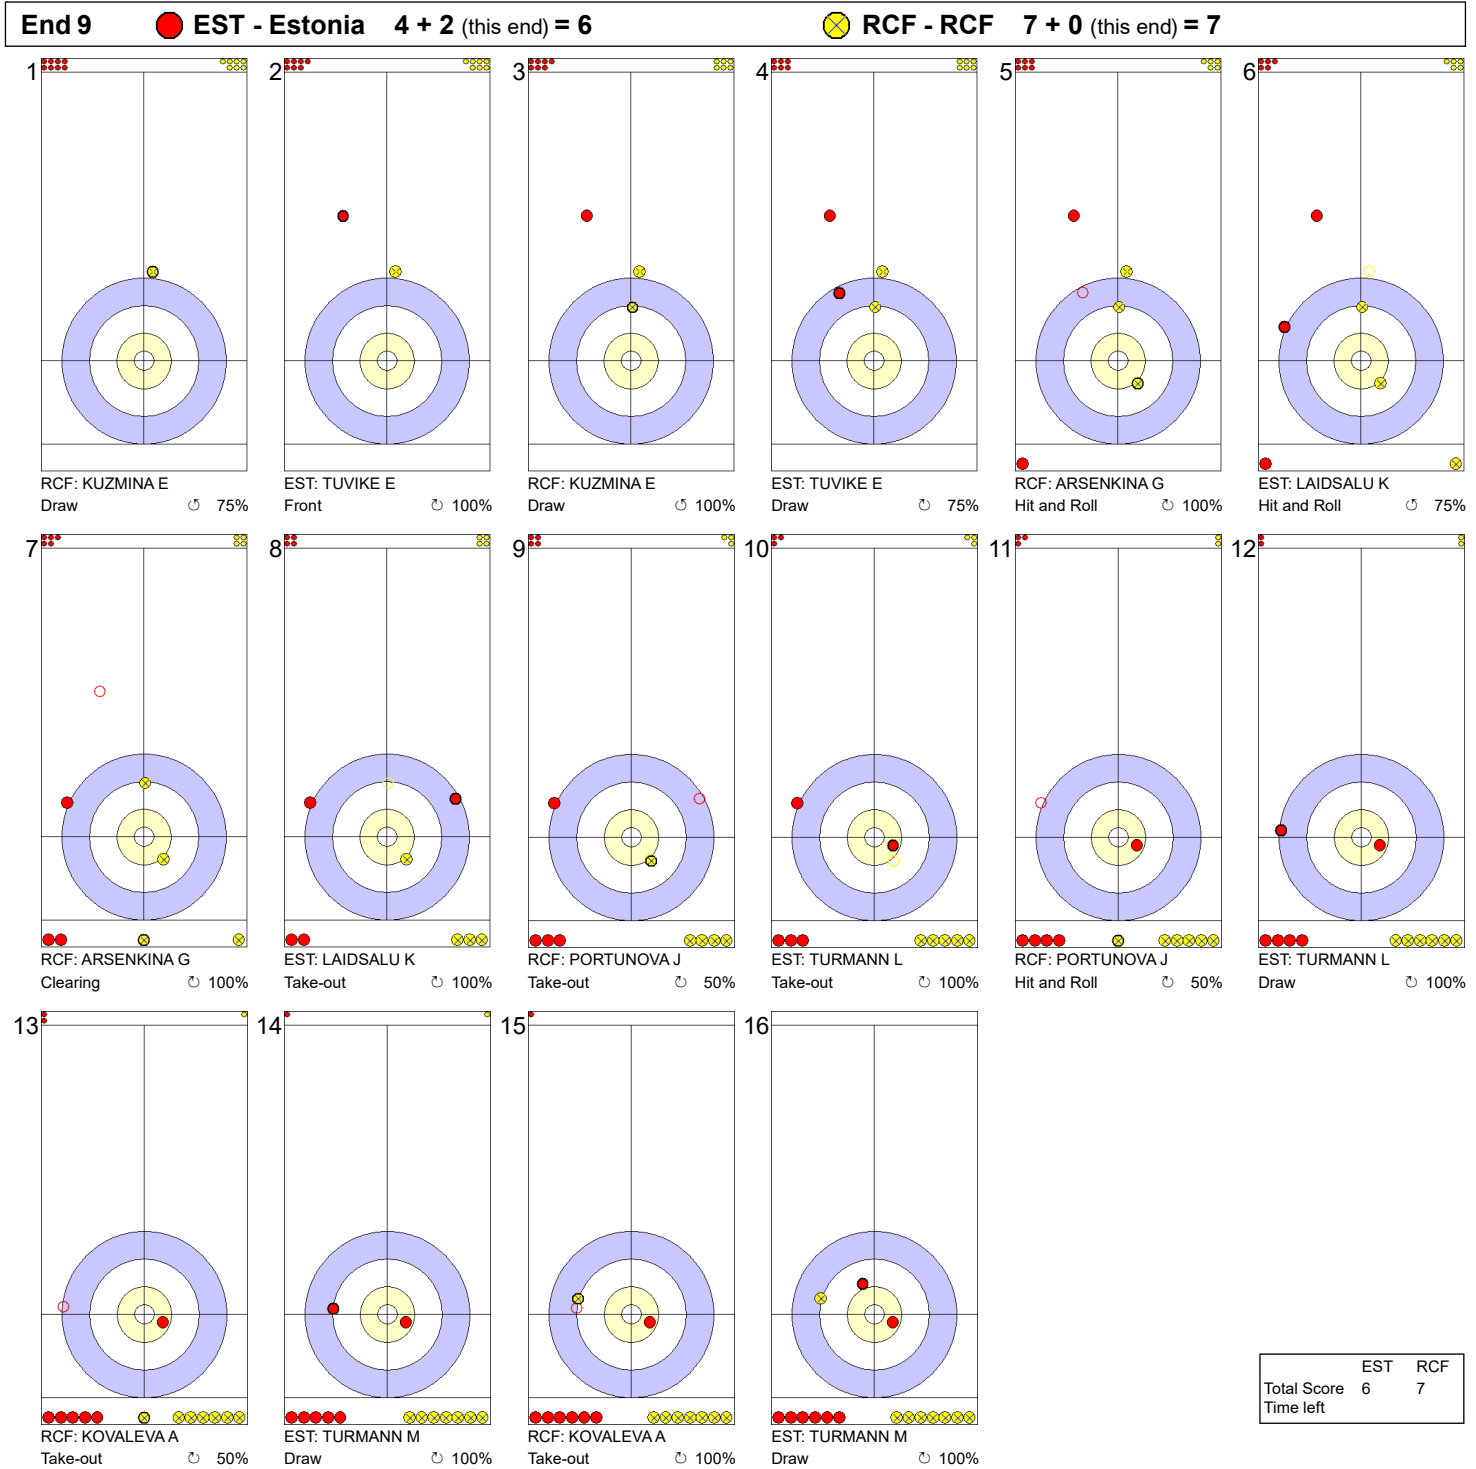 End 9 EST - Estonia 4 + 2 (this end) = 6 RCF - RCF 7 + 0 (this end) = 7
1 2 3 4 5 6
RCF: KUZMINA E EST: TUVIKE E RCF: KUZMINA E EST: TUVIKE E RCF: ARSENKINA G EST: LAIDSALU K
Draw ↺ 75% Front ↻ 100% Draw ↺ 100% Draw ↻ 75% Hit and Roll ↻ 100% Hit and Roll ↻ 75%
7 8 9 10 11 12
RCF: ARSENKINA G EST: LAIDSALU K RCF: PORTUNOVA J EST: TURMANN L RCF: PORTUNOVA J EST: TURMANN L
Clearing ↻ 100% Take-out ↻ 100% Take-out ↻ 50% Take-out ↻ 100% Hit and Roll ↻ 50% Draw ↻ 100%
13 14 15 16
RCF: KOVALEVA A EST: TURMANN M RCF: KOVALEVA A EST: TURMANN M
Take-out ↻ 50% Draw ↻ 100% Take-out ↻ 100% Draw ↻ 100%
EST RCF
Total Score 6 7
Time left